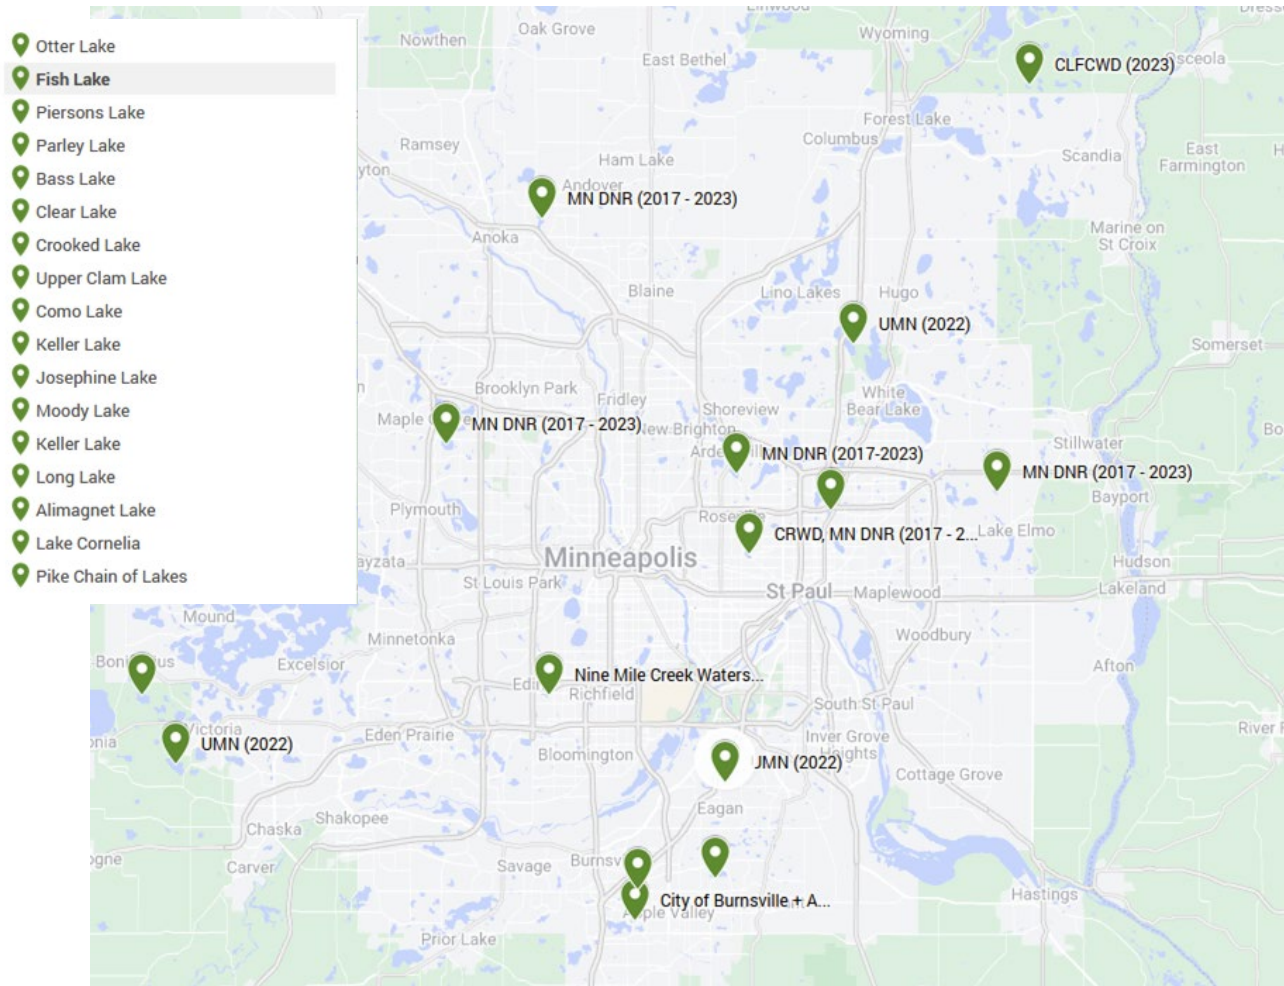 Otter Lake
Fish Lake
Piersons Lake
Parley Lake
Bass Lake
Clear Lake
Crooked Lake
Upper Clam Lake
Como Lake
Keller Lake
Josephine Lake
Moody Lake
Keller Lake
Long Lake
Alimagnet Lake
Lake Cornelia
Pike Chain of Lakes
Nowthen
Oak Grove
East Bethel
Wyoming
CLFCWD (2023)
Osceola
Forest Lake
Columbus
Ramsey
Ham Lake
Scandia
East
Farmington
Andover
MN DNR (2017 - 2023)
Anoka
Marine on
St Croix
Blaine
Lino Lakes
Hugo
UMN (2022)
Somerset
Brooklyn Park
Fridley
White
Bear Lake
Shoreview
Maple
MN DNR (2017 - 2023)
New Brighton
Stillwater
MN DNR (2017-2023)
MN DNR (2017 - 2023)
Bayport
Plymouth
CRWD, MN DNR (2017 - 2...
Lake Elmo
Minneapolis
Hudson
St Louis Park
St Paul
Maplewood
Lakeland
Mound
Minnetonka
Woodbury
Excelsior
Afton
Nine Mile Creek Waters...
Richfield
South St Paul
Victoria
UMN (2022)
Eden Prairie
Bloomington
Inver Grove
Heights
UMN (2022)
Cottage Grove
Eagan
Chaska
Shakopee
Carver
Savage
Hastings
City of Burnsville + A...
Apple Valley
Prior Lake